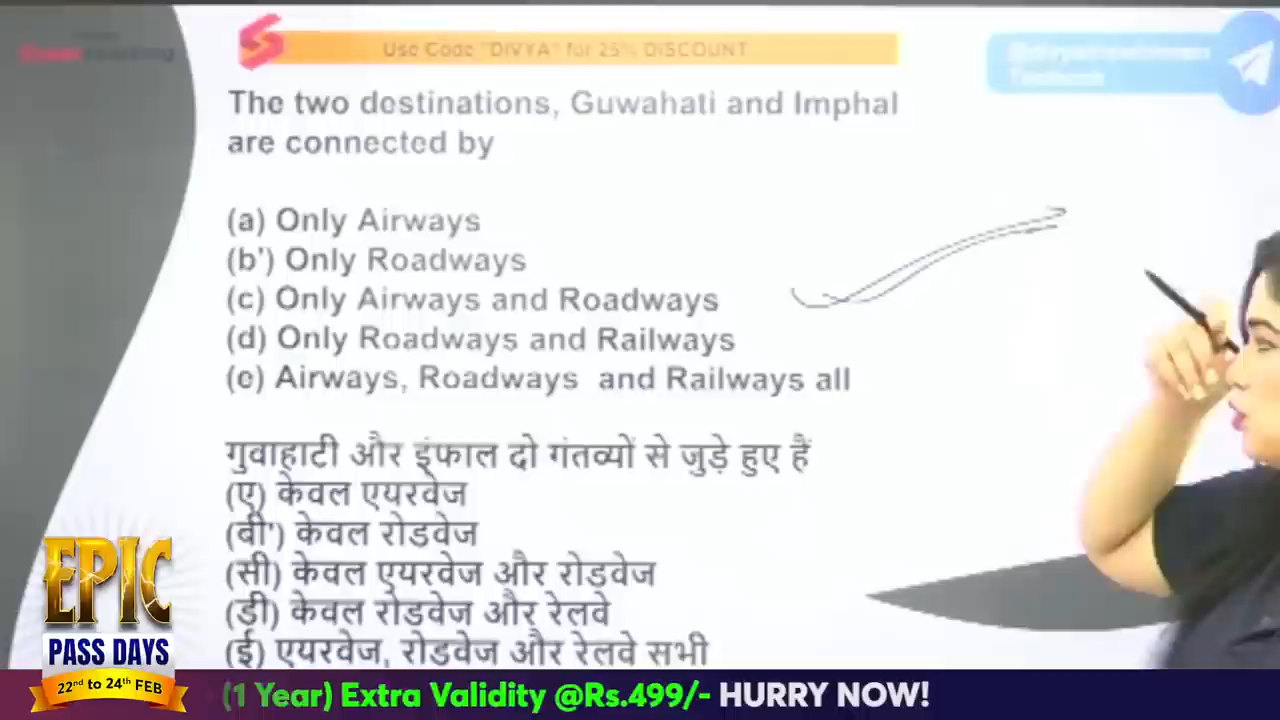 Use Code "DIVYA" for 25% DISCOUNT
The two destinations, Guwahati and Imphal
are connected by
(a) Only Airways
(b') Only Roadways
(c) Only Airways and Roadways
(d) Only Roadways and Railways
(e) Airways, Roadways and Railways all
गुवाहाटी और इंफाल दो गंतव्यों से जुड़े हुए हैं
(ए) केवल एयरवेज
(बी') केवल रोडवेज
(सी) केवल एयरवेज और रोडवेज
(डी) केवल रोडवेज और रेलवे
(ई) एयरवेज, रोडवेज और रेलवे सभी
EPIC
PASS DAYS
22nd to 24th FEB
(1 Year) Extra Validity @Rs.499/- HURRY NOW!